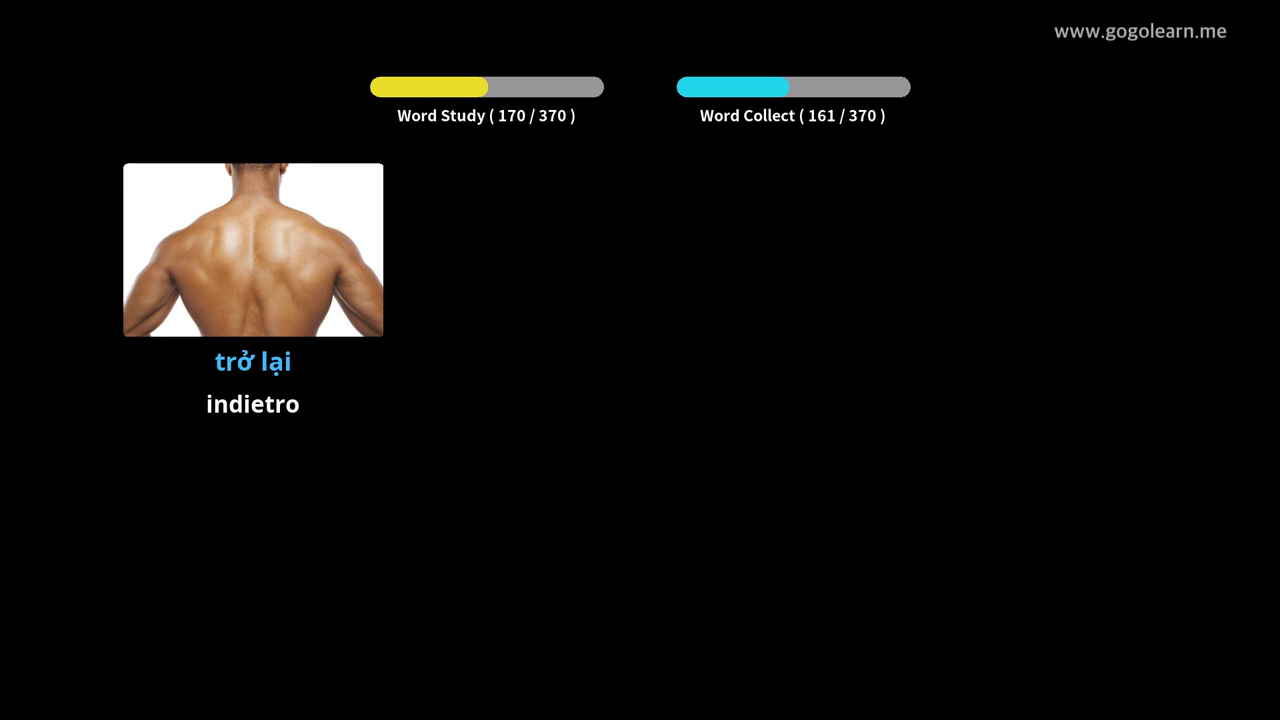 www.gogolearn.me
Word Study ( 170 / 370 )
Word Collect ( 161 / 370 )
trở lại
indietro